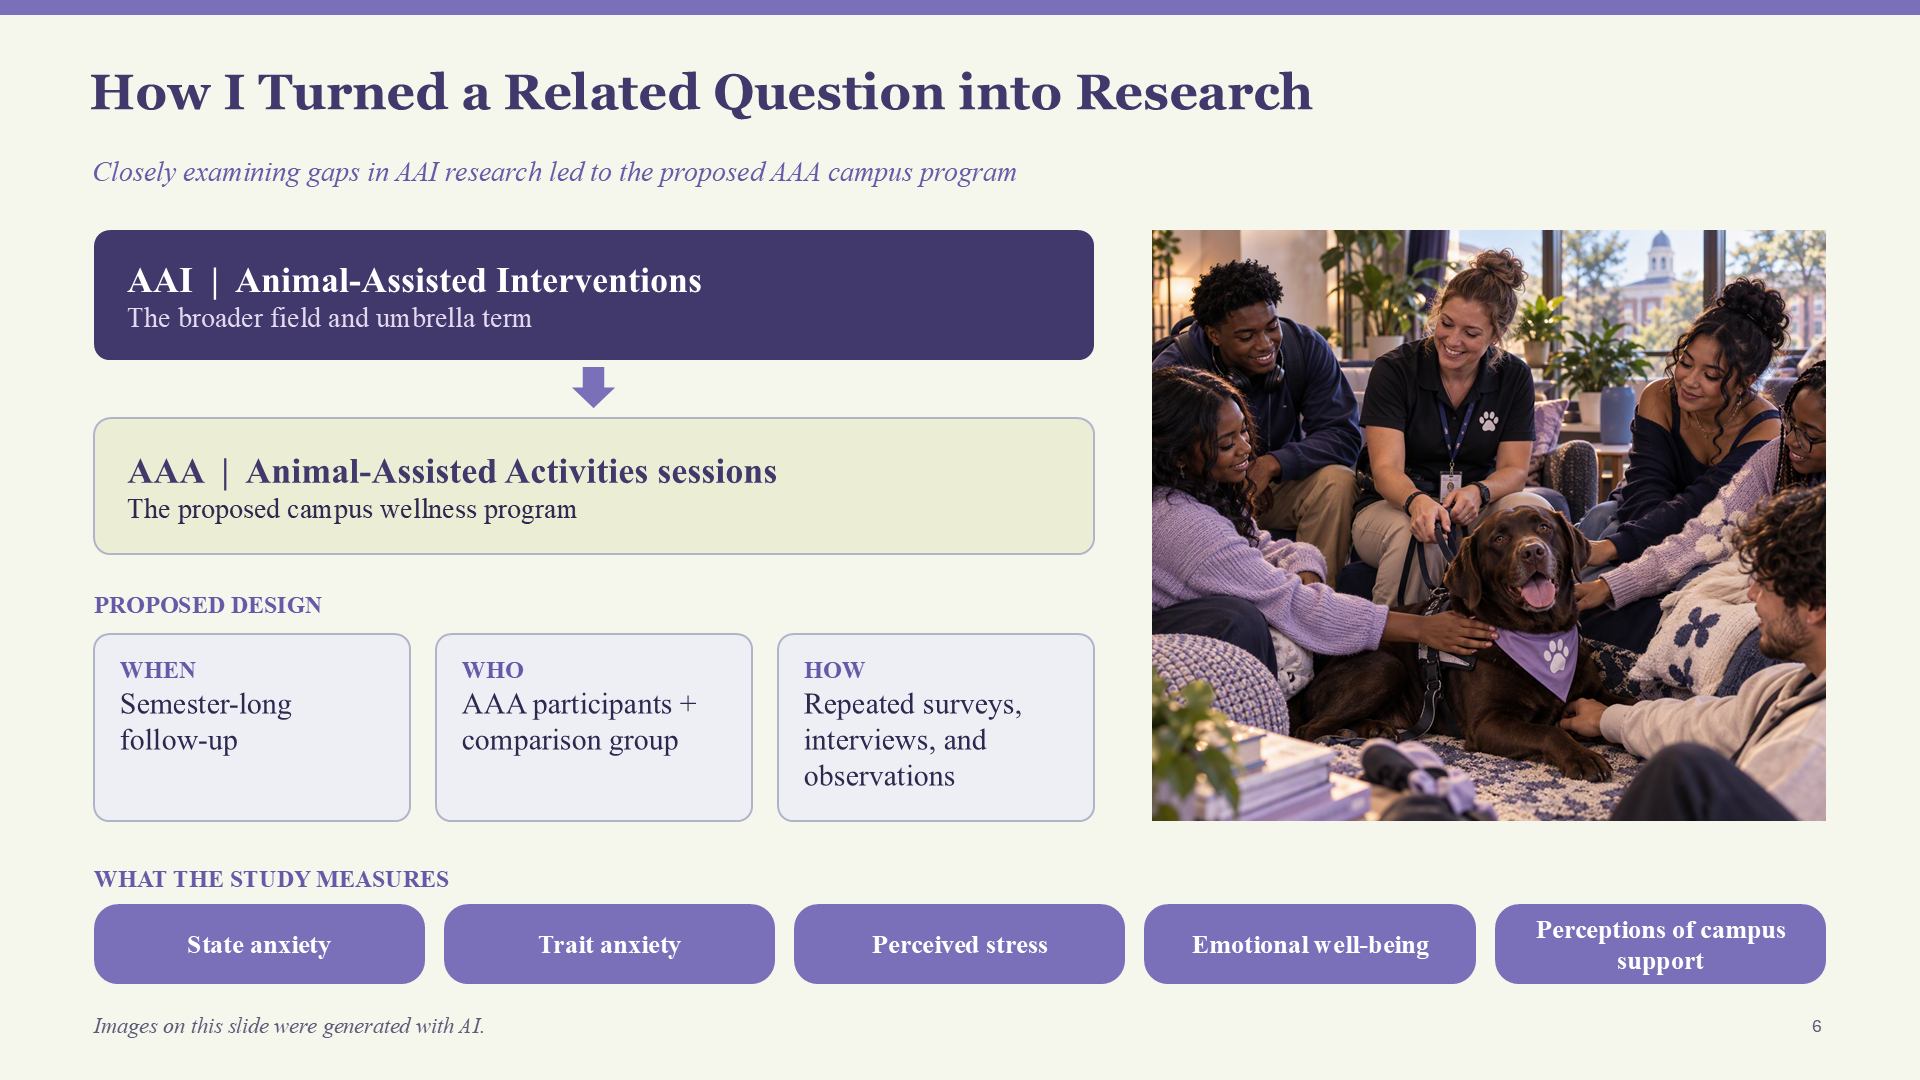 How I Turned a Related Question into Research
Closely examining gaps in AAI research led to the proposed AAA campus program
AAI | Animal-Assisted Interventions
The broader field and umbrella term
AAA | Animal-Assisted Activities sessions
The proposed campus wellness program
PROPOSED DESIGN
WHEN
Semester-long
follow-up
WHO
AAA participants +
comparison group
HOW
Repeated surveys,
interviews, and
observations
WHAT THE STUDY MEASURES
State anxiety
Trait anxiety
Perceived stress
Emotional well-being
Perceptions of campus
support
Images on this slide were generated with AI.
6